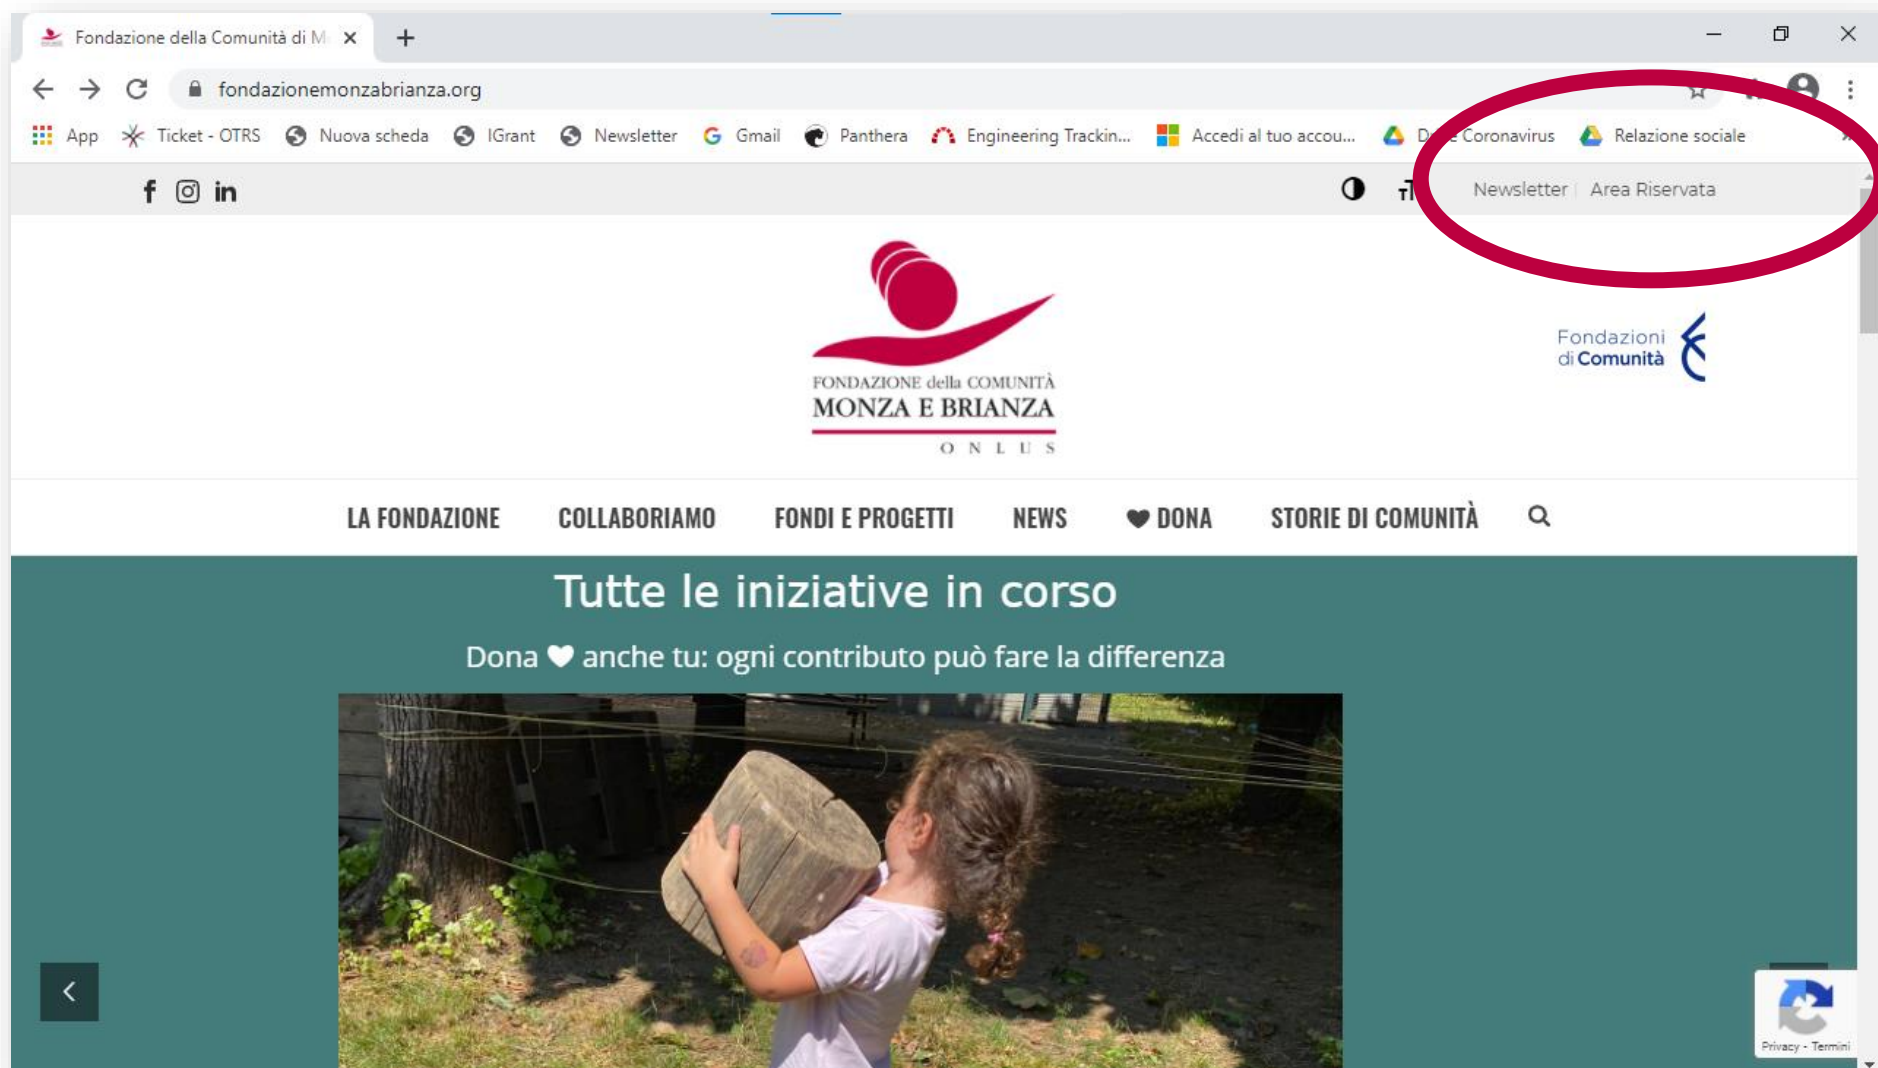 Fondazione della Comunità di M
fondazionemonzabrianza.org
App Ticket - OTRS Nuova scheda IGrant Newsletter Gmail Panthera Engineering Trackin... Accedi al tuo accou... Coronavirus Relazione sociale
f in Newsletter | Area Riservata
FONDAZIONE della COMUNITÀ
MONZA E BRIANZA
ONLUS
Fondazioni
di Comunità
LA FONDAZIONE COLLABORIAMO FONDI E PROGETTI NEWS DONA STORIE DI COMUNITÀ
Tutte le iniziative in corso
Dona anche tu: ogni contributo può fare la differenza
Privacy - Termini